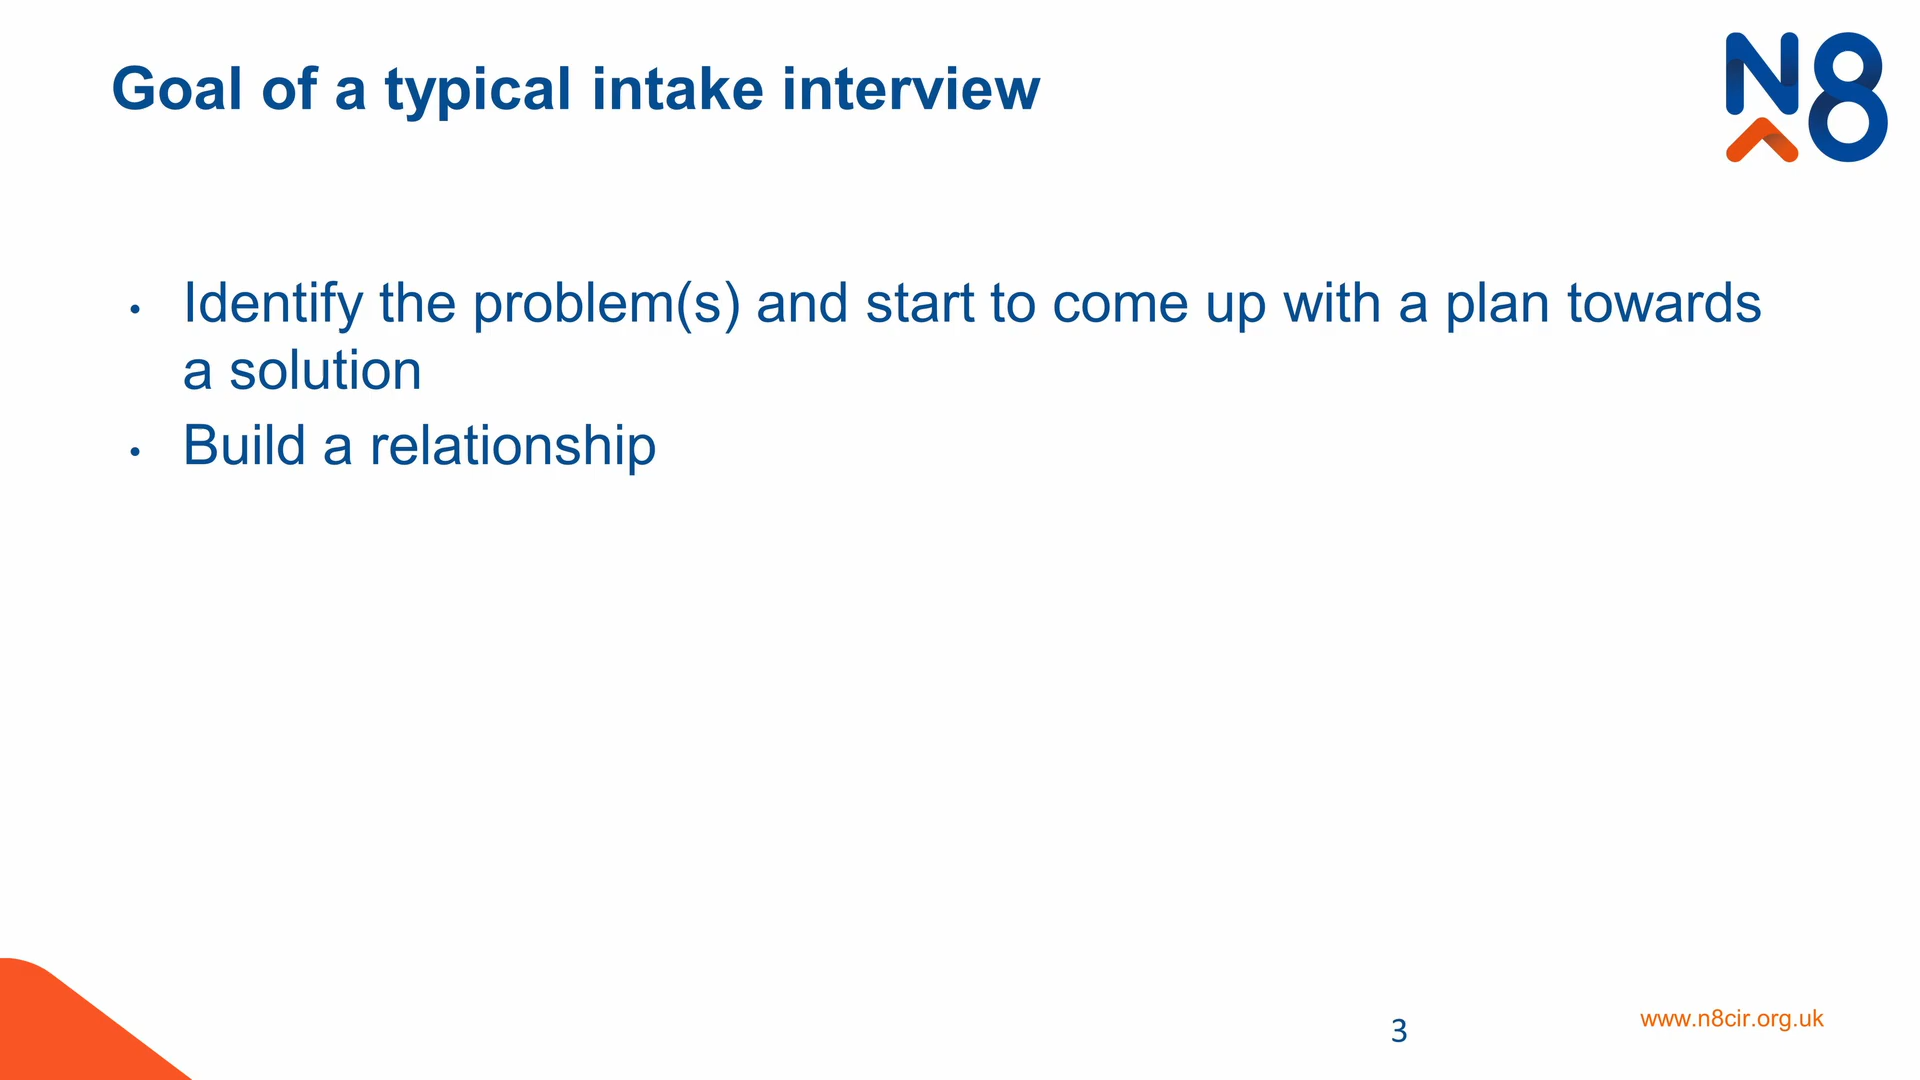 Goal of a typical intake interview
N8
• Identify the problem(s) and start to come up with a plan towards
a solution
• Build a relationship
3
www.n8cir.org.uk